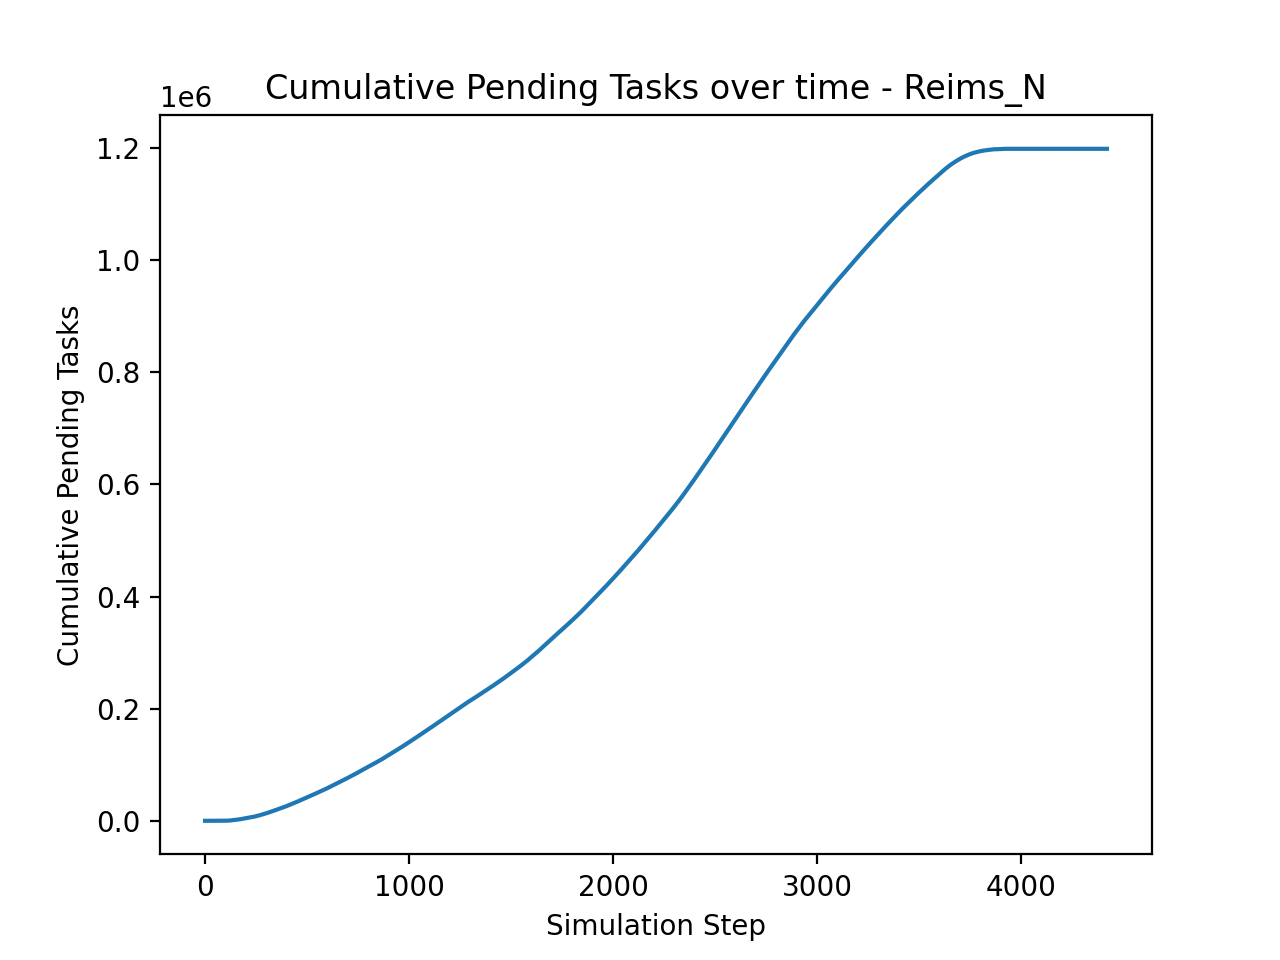 Cumulative Pending Tasks over time - Reims_N
1e6
1.2
1.0
0.8
0.6
0.4
0.2
0.0
Cumulative Pending Tasks
0 1000 2000 3000 4000
Simulation Step